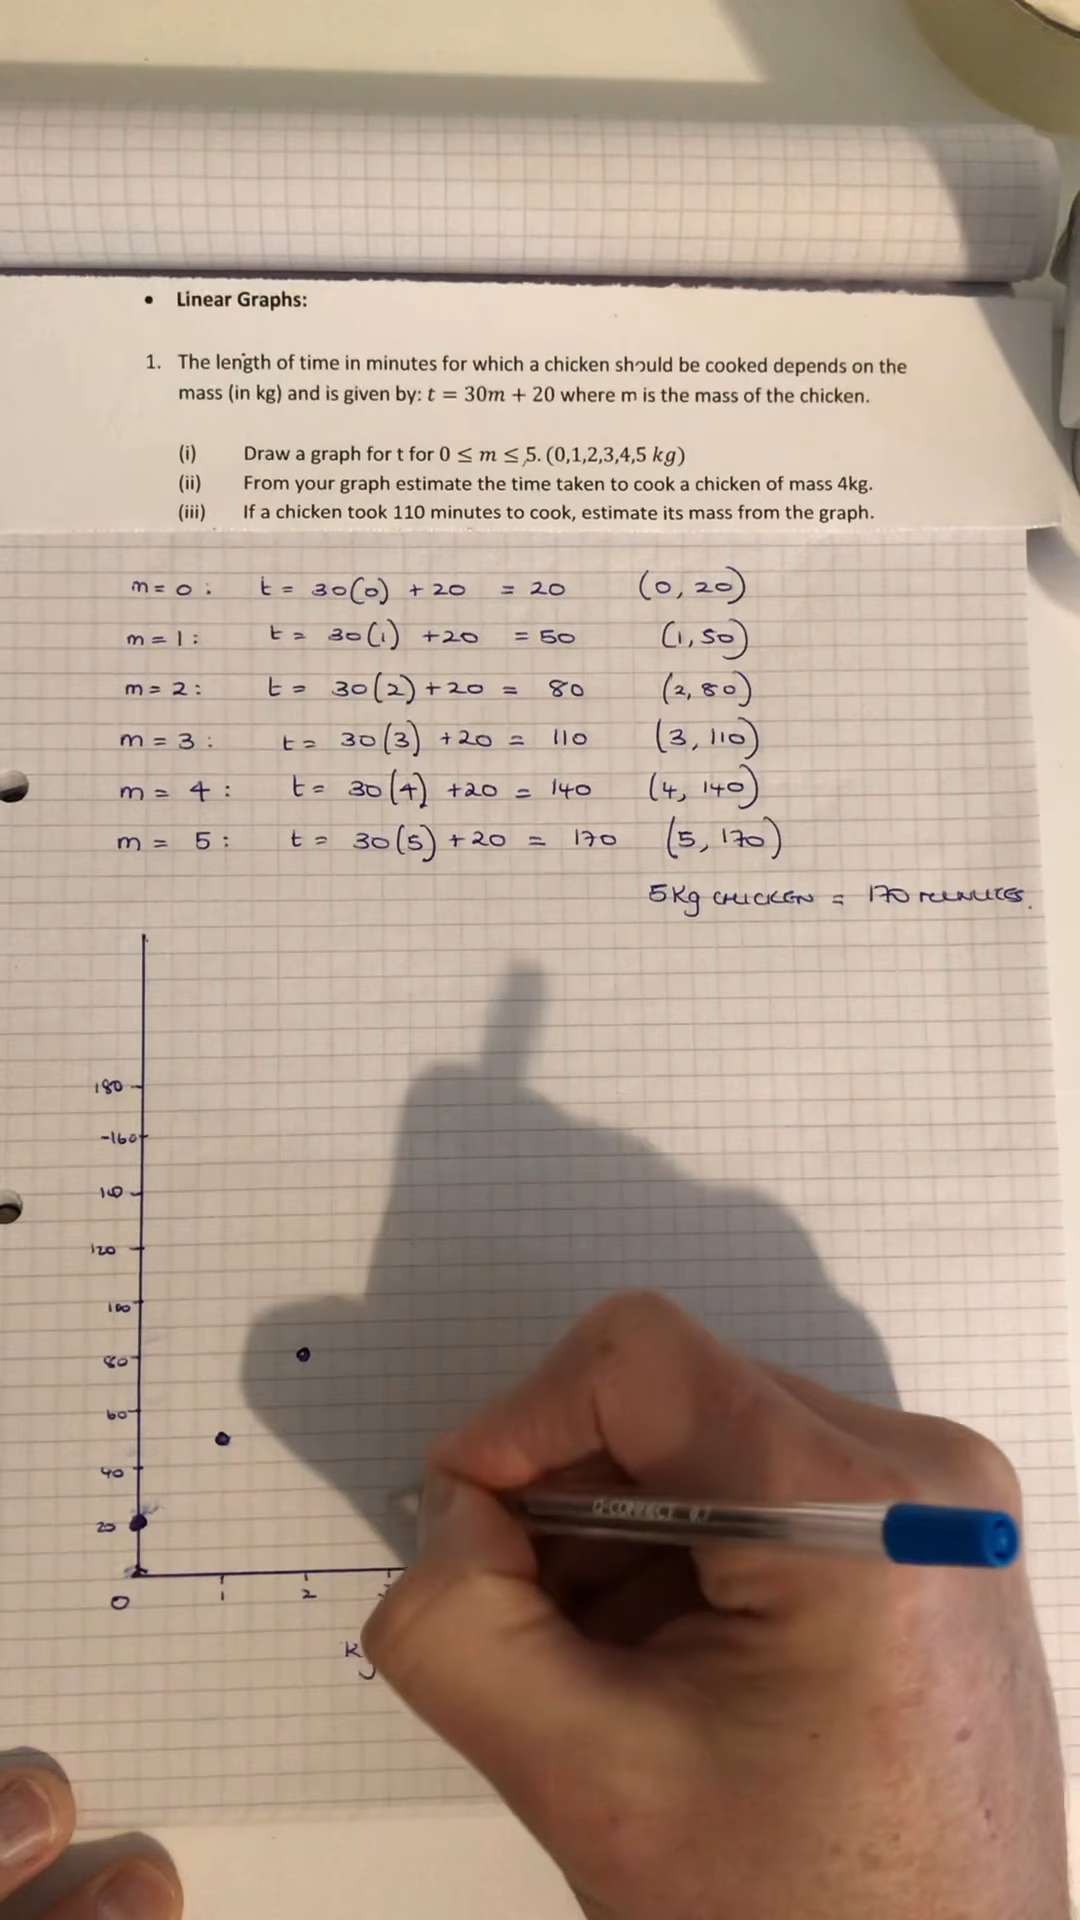 • Linear Graphs:
1. The length of time in minutes for which a chicken should be cooked depends on the
mass (in kg) and is given by: t = 30m + 20 where m is the mass of the chicken.
(i) Draw a graph for t for 0 ≤ m ≤ 5. (0,1,2,3,4,5 kg)
(ii) From your graph estimate the time taken to cook a chicken of mass 4kg.
(iii) If a chicken took 110 minutes to cook, estimate its mass from the graph.
m = 0 : t = 30(0) + 20 = 20 (0, 20)
m = 1 : t = 30(1) + 20 = 50 (1, 50)
m = 2 : t = 30(2) + 20 = 80 (2, 80)
m = 3 : t = 30(3) + 20 = 110 (3, 110)
m = 4 : t = 30(4) + 20 = 140 (4, 140)
m = 5 : t = 30(5) + 20 = 170 (5, 170)
5Kg CHICKEN = 170 MINUTES.
180
-160
120
100
80
60
40
20
0
1 2
K
Q-CONNECT 0.7